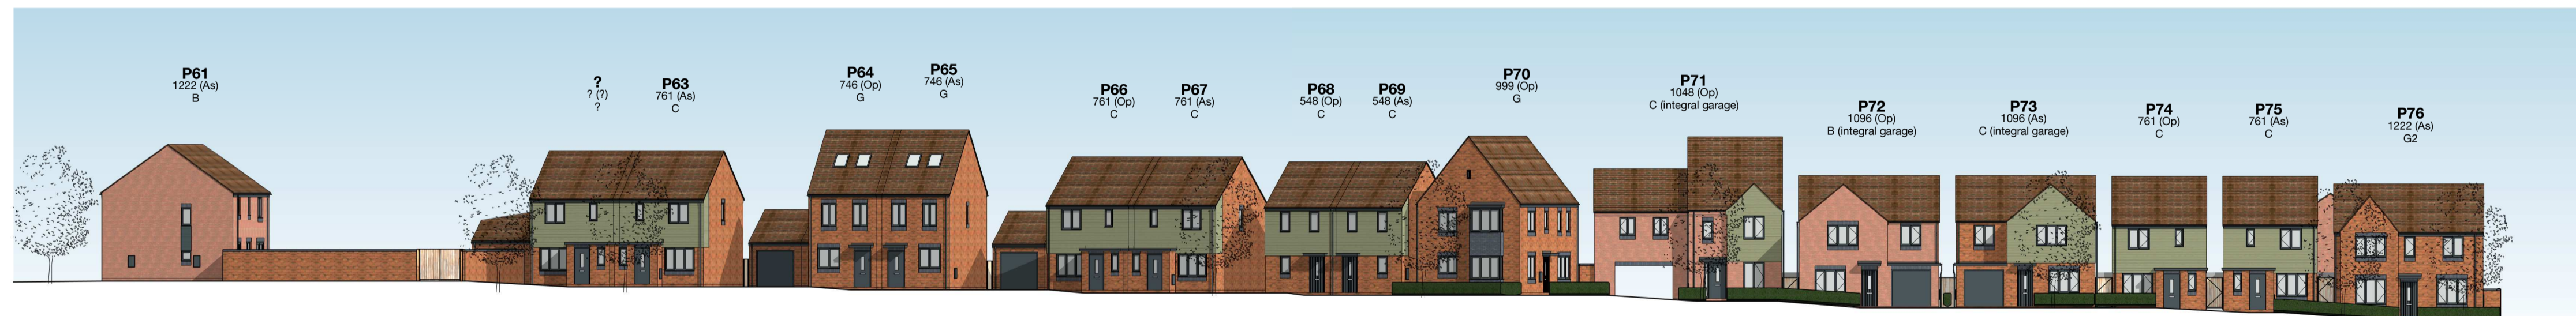 P61
1222 (As)
B
?
? (?)
?
P63
761 (As)
C
P64
746 (Op)
G
P65
746 (As)
G
P66
761 (Op)
C
P67
761 (As)
C
P68
548 (Op)
C
P69
548 (As)
C
P70
999 (Op)
G
P71
1048 (Op)
C (integral garage)
P72
1096 (Op)
B (integral garage)
P73
1096 (As)
C (integral garage)
P74
761 (Op)
C
P75
761 (As)
C
P76
1222 (As)
G2